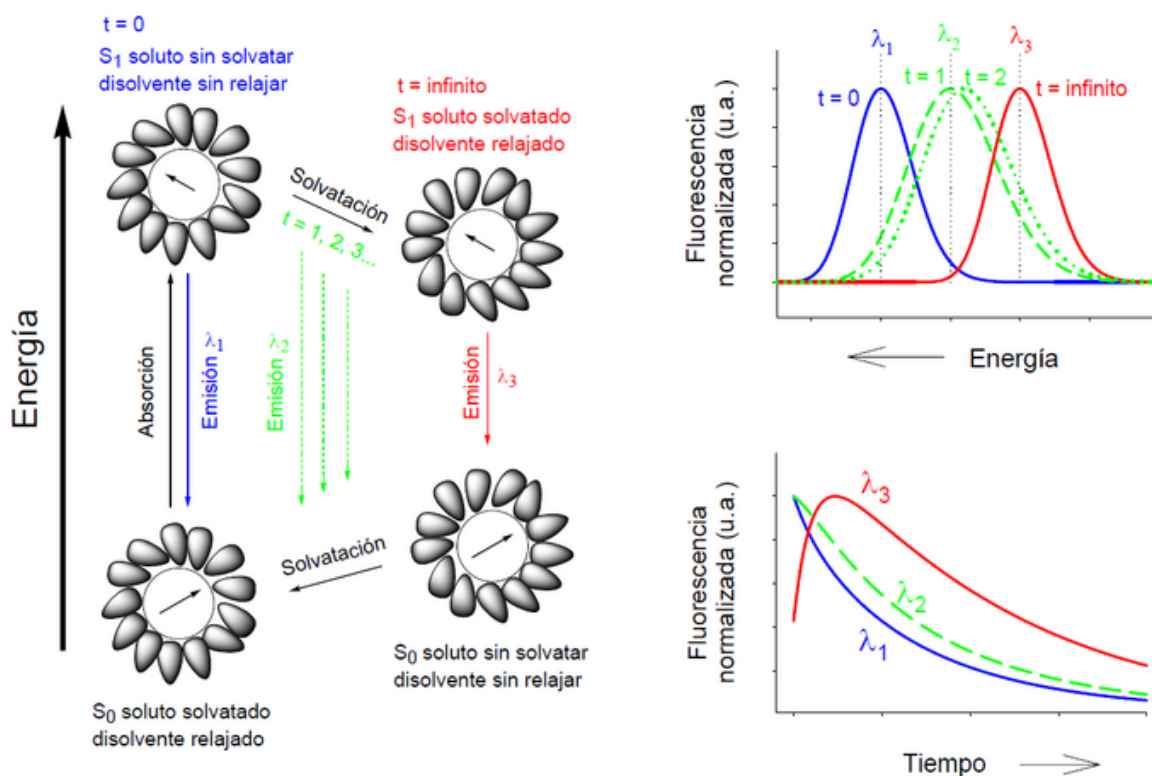 t = 0
S₁ soluto sin solvatar
disolvente sin relajar
t = infinito
S₁ soluto solvatado
disolvente relajado
Solvatación
t = 1, 2, 3...
Energía
Absorción
Emisión λ₁
Emisión λ₂
Emisión λ₃
Solvatación
S₀ soluto solvatado
disolvente relajado
S₀ soluto sin solvatar
disolvente sin relajar
λ₁ λ₂ λ₃
t = 0
t = 1
t = 2
t = infinito
Fluorescencia
normalizada (u.a.)
Energía
Fluorescencia
normalizada (u.a.)
λ₃
λ₂
λ₁
Tiempo